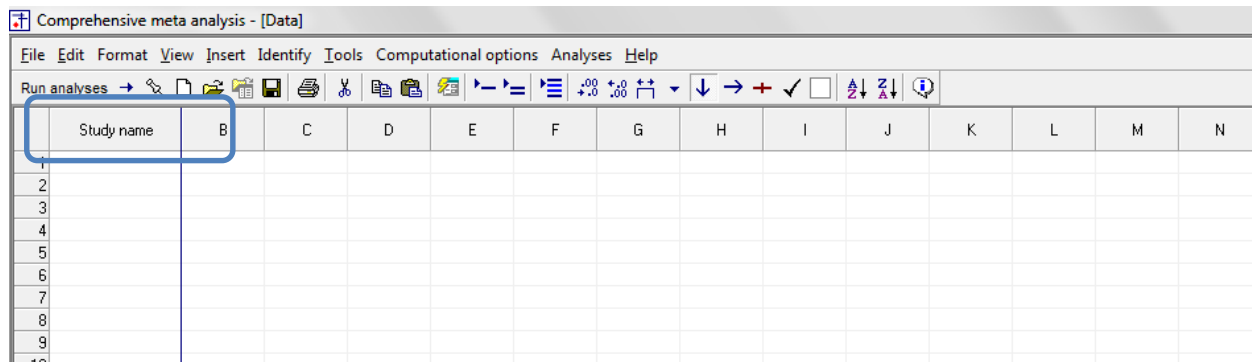 Comprehensive meta analysis - [Data]
File Edit Format View Insert Identify Tools Computational options Analyses Help
Run analyses
Study name B C D E F G H I J K L M N
1
2
3
4
5
6
7
8
9
10